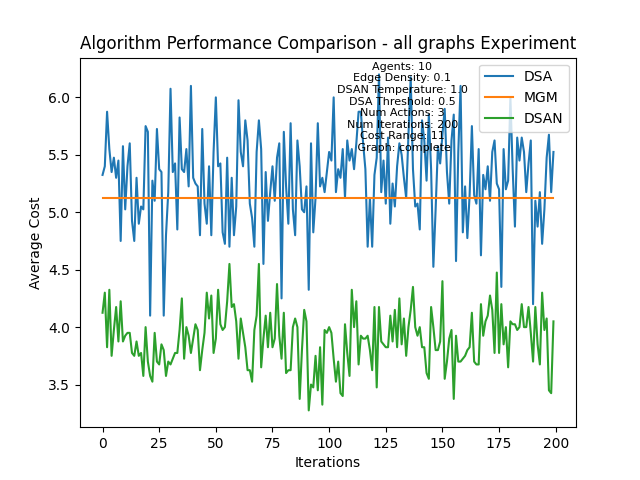 Algorithm Performance Comparison - all graphs Experiment
Agents: 10
Edge Density: 0.1
DSAN Temperature: 1.0
DSA Threshold: 0.5
Num Actions: 3
Num Iterations: 200
Cost Range: 11
Graph: complete
DSA
MGM
DSAN
Average Cost
6.0
5.5
5.0
4.5
4.0
3.5
0 25 50 75 100 125 150 175 200
Iterations